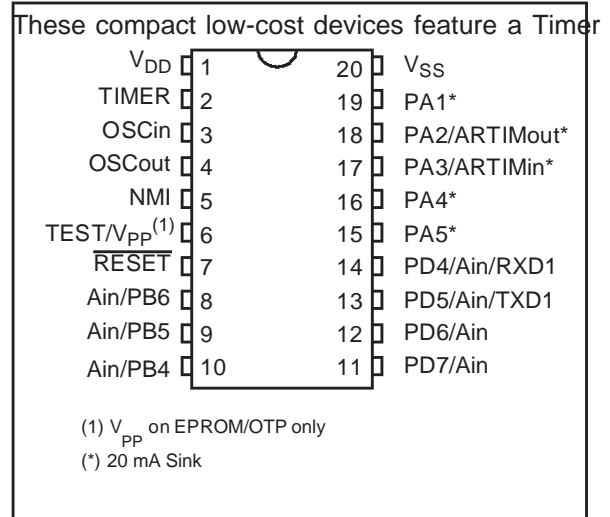 These compact low-cost devices feature a Timer
VDD 1 20 VSS
TIMER 2 19 PA1*
OSCin 3 18 PA2/ARTIMout*
OSCout 4 17 PA3/ARTIMin*
NMI 5 16 PA4*
TEST/VPP(1) 6 15 PA5*
RESET 7 14 PD4/Ain/RXD1
Ain/PB6 8 13 PD5/Ain/TXD1
Ain/PB5 9 12 PD6/Ain
Ain/PB4 10 11 PD7/Ain
(1) VPP on EPROM/OTP only
(*) 20 mA Sink